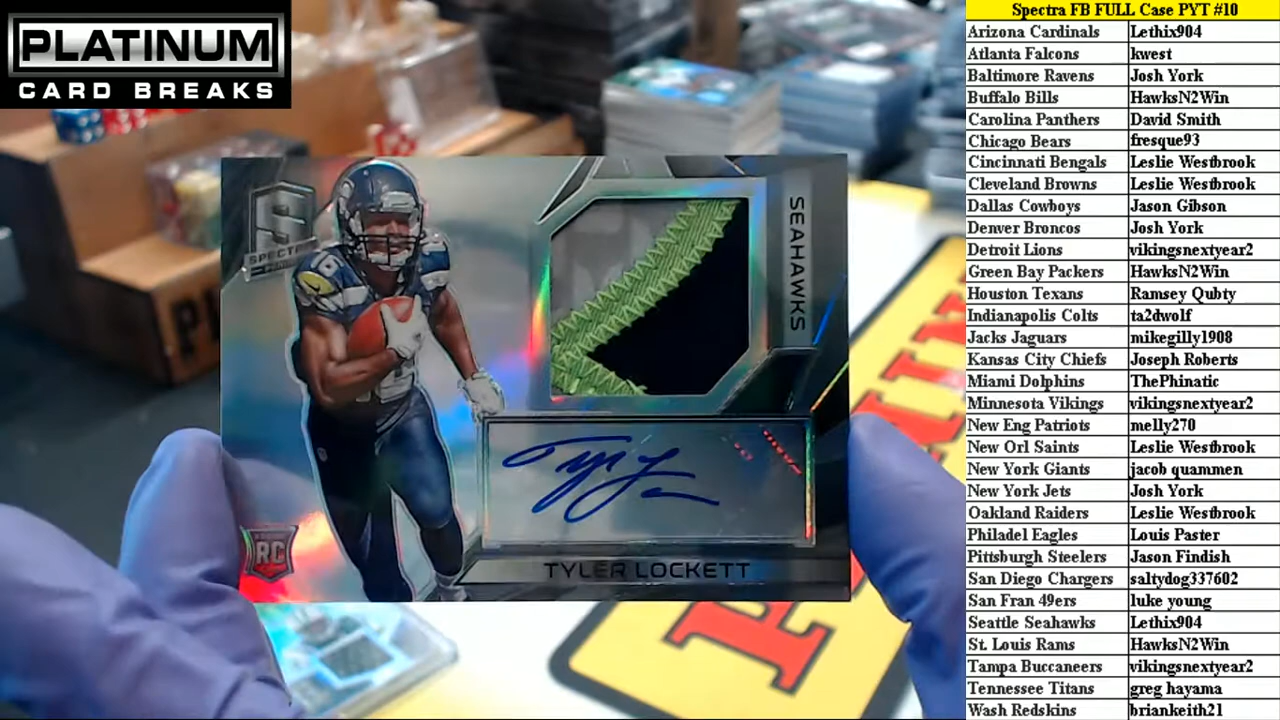 PLATINUM
CARD BREAKS
S
SPECTRA
16
SEAHAWKS
RC
TYLER LOCKETT
Spectra FB FULL Case PYT #10
Arizona Cardinals Lethix904
Atlanta Falcons kwest
Baltimore Ravens Josh York
Buffalo Bills HawksN2Win
Carolina Panthers David Smith
Chicago Bears fresque93
Cincinnati Bengals Leslie Westbrook
Cleveland Browns Leslie Westbrook
Dallas Cowboys Jason Gibson
Denver Broncos Josh York
Detroit Lions vikingsnextyear2
Green Bay Packers HawksN2Win
Houston Texans Ramsey Qubty
Indianapolis Colts ta2dwolf
Jacks Jaguars mikegilly1908
Kansas City Chiefs Joseph Roberts
Miami Dolphins ThePhinatic
Minnesota Vikings vikingsnextyear2
New Eng Patriots melly270
New Orl Saints Leslie Westbrook
New York Giants jacob quammen
New York Jets Josh York
Oakland Raiders Leslie Westbrook
Philadel Eagles Louis Paster
Pittsburgh Steelers Jason Findish
San Diego Chargers saltydog337602
San Fran 49ers luke young
Seattle Seahawks Lethix904
St. Louis Rams HawksN2Win
Tampa Buccaneers vikingsnextyear2
Tennessee Titans greg hayama
Wash Redskins briankeith21